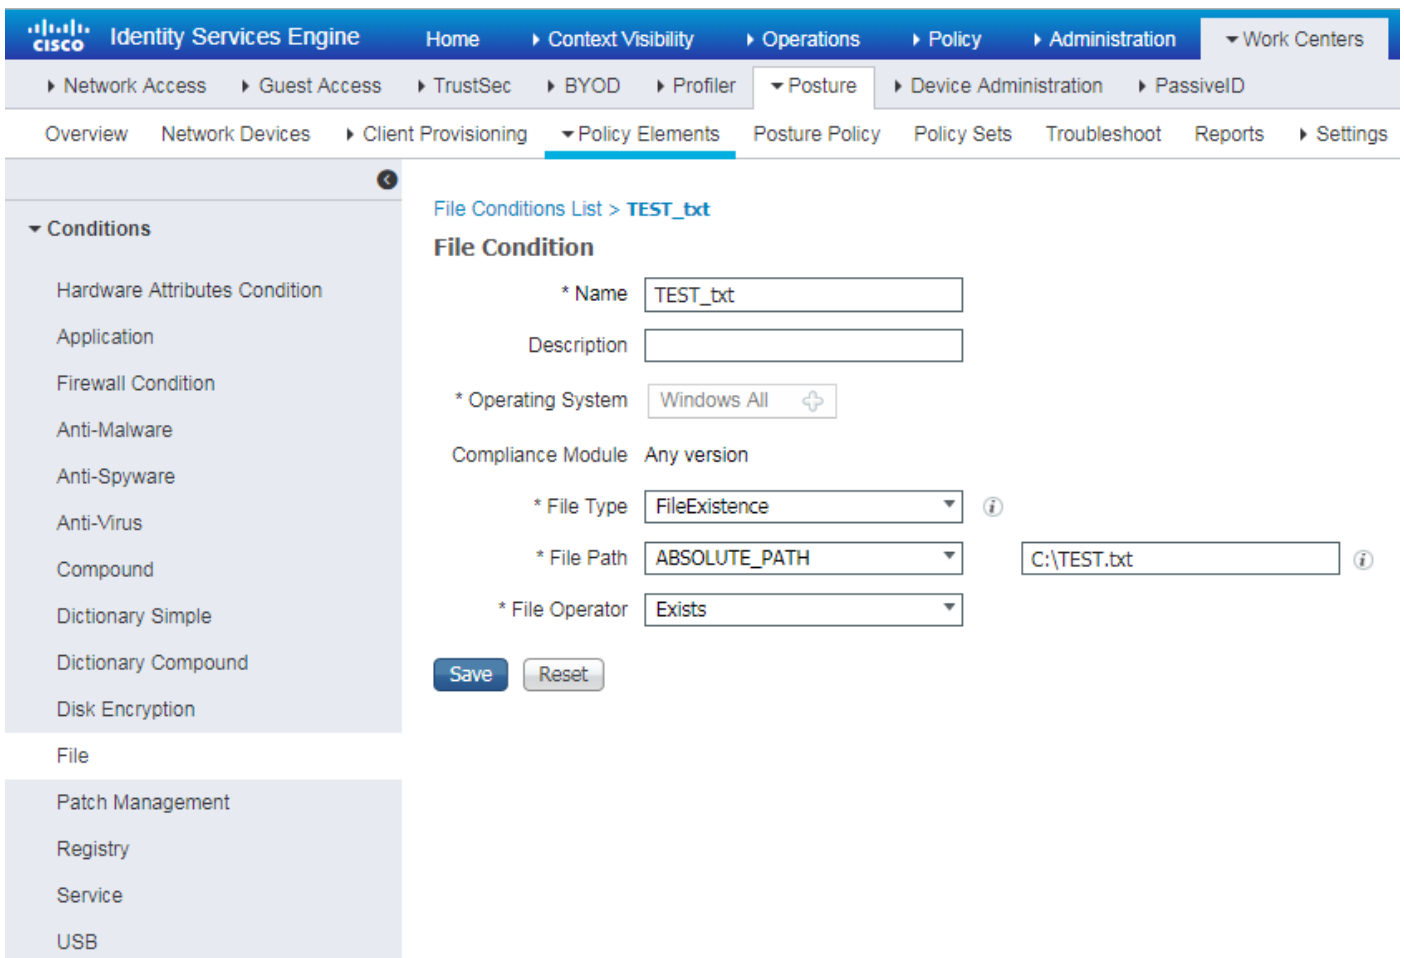 CISCO Identity Services Engine Home Context Visibility Operations Policy Administration Work Centers
Network Access Guest Access TrustSec BYOD Profiler Posture Device Administration PassiveID
Overview Network Devices Client Provisioning Policy Elements Posture Policy Policy Sets Troubleshoot Reports Settings
Conditions
Hardware Attributes Condition
Application
Firewall Condition
Anti-Malware
Anti-Spyware
Anti-Virus
Compound
Dictionary Simple
Dictionary Compound
Disk Encryption
File
Patch Management
Registry
Service
USB
File Conditions List > TEST_txt
File Condition
* Name TEST_txt
Description
* Operating System Windows All
Compliance Module Any version
* File Type FileExistence
* File Path ABSOLUTE_PATH C:\TEST.txt
* File Operator Exists
Save Reset